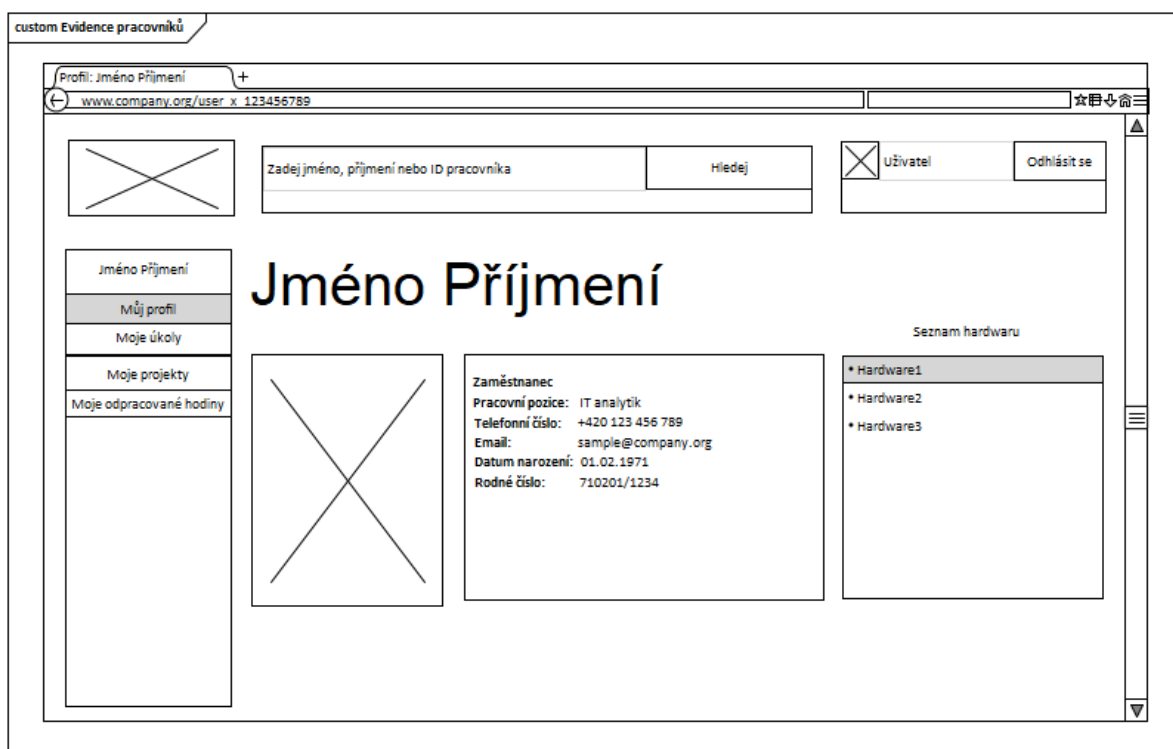 custom Evidence pracovníků
Profil: Jméno Příjmení
+
www.company.org/user_x_123456789
Zadej jméno, příjmení nebo ID pracovníka
Hledej
Uživatel
Odhlásit se
Jméno Příjmení
Můj profil
Moje úkoly
Moje projekty
Moje odpracované hodiny
Jméno Příjmení
Zaměstnanec
Pracovní pozice: IT analytik
Telefonní číslo: +420 123 456 789
Email: sample@company.org
Datum narození: 01.02.1971
Rodné číslo: 710201/1234
Seznam hardwaru
• Hardware1
• Hardware2
• Hardware3